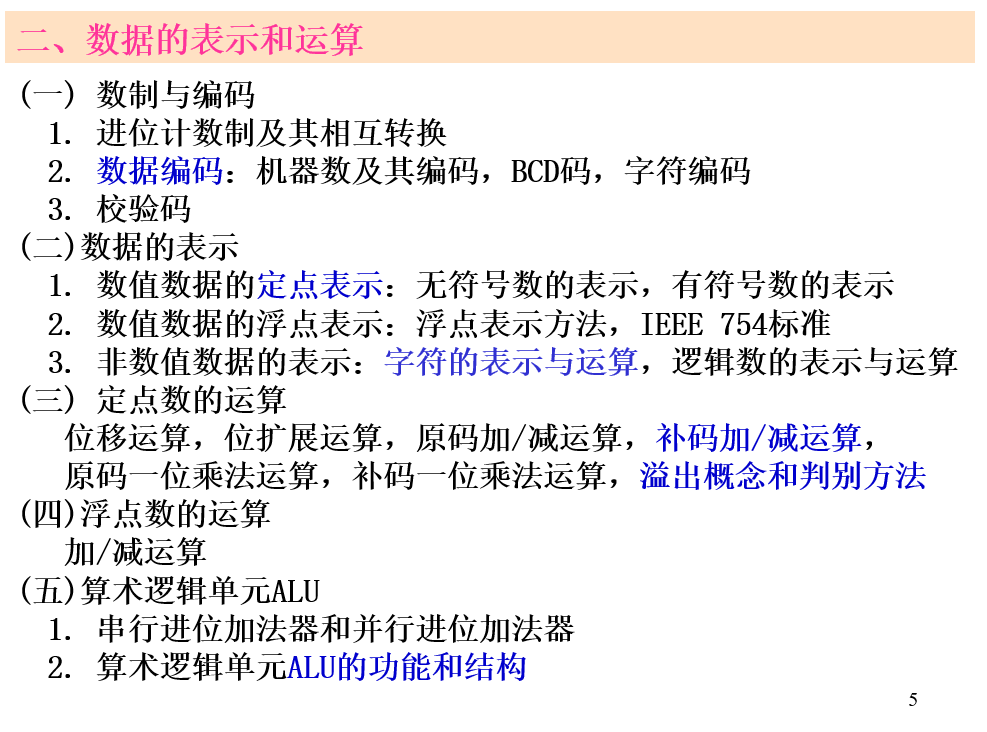 二、数据的表示和运算
(一) 数制与编码
1. 进位计数制及其相互转换
2. 数据编码：机器数及其编码，BCD码，字符编码
3. 校验码
(二)数据的表示
1. 数值数据的定点表示：无符号数的表示，有符号数的表示
2. 数值数据的浮点表示：浮点表示方法，IEEE 754标准
3. 非数值数据的表示：字符的表示与运算，逻辑数的表示与运算
(三) 定点数的运算
位移运算，位扩展运算，原码加/减运算，补码加/减运算，
原码一位乘法运算，补码一位乘法运算，溢出概念和判别方法
(四)浮点数的运算
加/减运算
(五)算术逻辑单元ALU
1. 串行进位加法器和并行进位加法器
2. 算术逻辑单元ALU的功能和结构
5